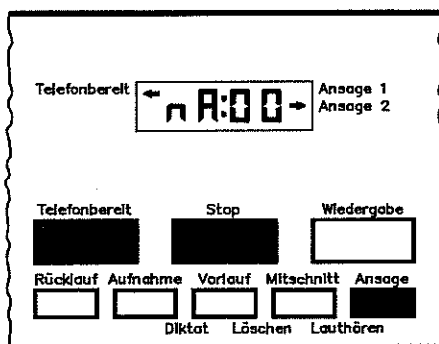 Telefonbereit ← n A:00 → Ansage 1
Ansage 2
Telefonbereit Stop Wiedergabe
Rücklauf Aufnahme Vorlauf Mitschnitt Ansage
Diktat Löschen Lauthören